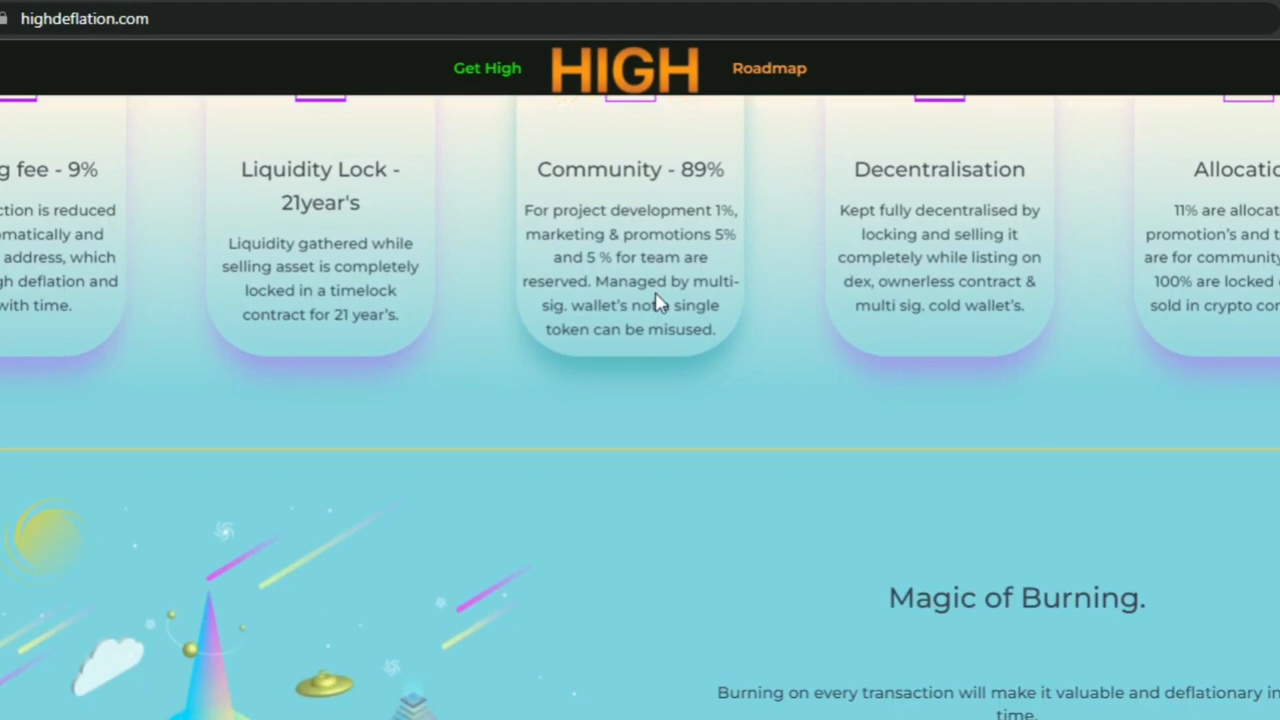 highdeflation.com
Get High
HIGH
Roadmap
g fee - 9%
ction is reduced
matically and
address, which
gh deflation and
with time.
Liquidity Lock -
21year's
Liquidity gathered while
selling asset is completely
locked in a timelock
contract for 21 year's.
Community - 89%
For project development 1%,
marketing & promotions 5%
and 5 % for team are
reserved. Managed by multi-
sig. wallet's not single
token can be misused.
Decentralisation
Kept fully decentralised by
locking and selling it
completely while listing on
dex, ownerless contract &
multi sig. cold wallet's.
Allocatio
11% are allocat
promotion's and t
are for community
100% are locked
sold in crypto cor
Magic of Burning.
Burning on every transaction will make it valuable and deflationary in
time.